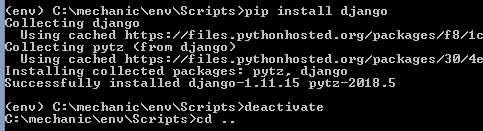 (env) C:\mechanic\env\Scripts>pip install django
Collecting django
Using cached https://files.pythonhosted.org/packages/f8/1c
Collecting pytz (from django)
Using cached https://files.pythonhosted.org/packages/30/4e
Installing collected packages: pytz, django
Successfully installed django-1.11.15 pytz-2018.5
(env) C:\mechanic\env\Scripts>deactivate
C:\mechanic\env\Scripts>cd ..